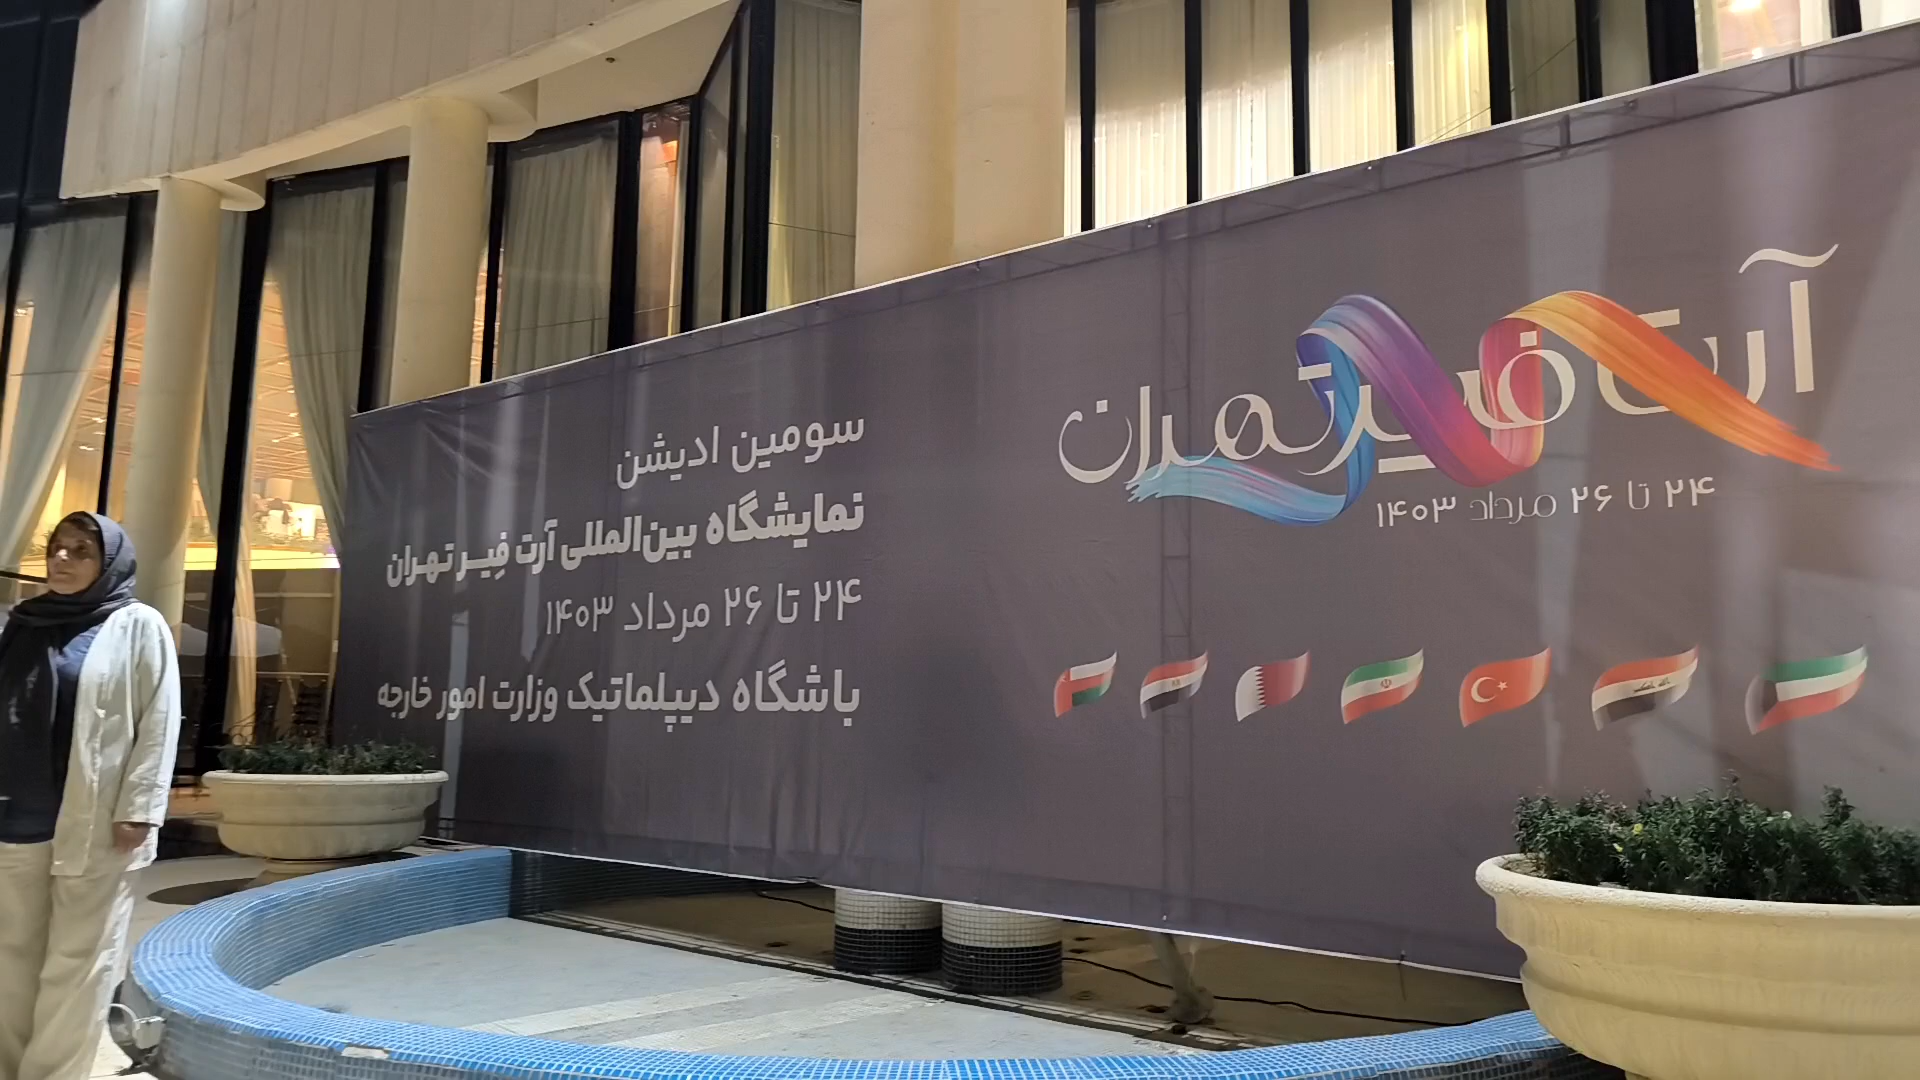 آرت فیر تهران
۲۴ تا ۲۶ مرداد ۱۴۰۳
سومین ادیشن
نمایشگاه بین‌المللی آرت فِیر تهران
۲۴ تا ۲۶ مرداد ۱۴۰۳
باشگاه دیپلماتیک وزارت امور خارجه